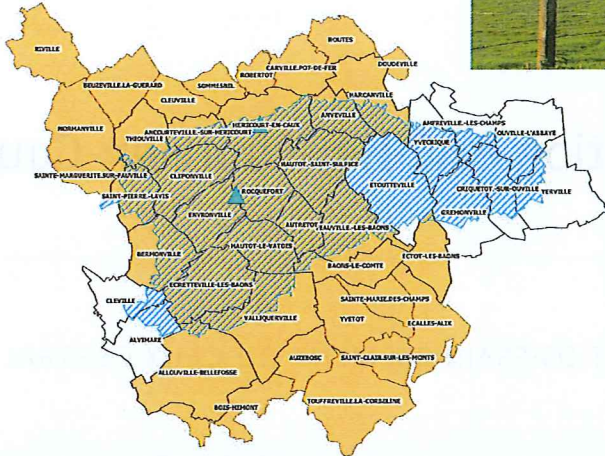 ROUTES
RIVILLE
CARVILLE.POT-DE-FER
DOUDEVILLE
ROBERTOT
BEUZEVILLE-LA-GUERARD
SOMMESNIL
HARCANVILLE
CLEUVILLE
HERICOURT-EN-CAUX
ANVEVILLE
AMFREVILLE.-LES-CHAMPS
NORMANVILLE
ANCOURTEVILLE-SUR-HERICOURT
OUVILLE-L'ABBAYE
THIOUVILLE
YVECRIQUE
HAUTOT-SAINT-SULPICE
SAINTE-MARGUERITE.SUR-FAUVILLE
CLIPONVILLE
ETOUTTEVILLE
CRIQUETOT-SUR-OUVILLE
SAINT-PIERRE-LAVIS
ROCQUEFORT
YERVILLE
ENVRONVILLE
GREMONVILLE
AUTRETOT
VEAUVILLE-LES-BAONS
HAUTOT-LE-VATOIS
BERMONVILLE
ECTOT-LES-BAONS
BAONS-LE-COMTE
ECRETTEVILLE-LES-BAONS
CLEVILLE
SAINTE-MARIE.DES-CHAMPS
VALLIQUERVILLE
YVETOT
ECALLES-ALIX
ALVIMARE
AUZEBOSC
SAINT-CLAIR.SUR-LES-MONTS
ALLOUVILLE-BELLEFOSSE
TOUFFREVILLE.LA-CORBELINE
BOIS-HIMONT